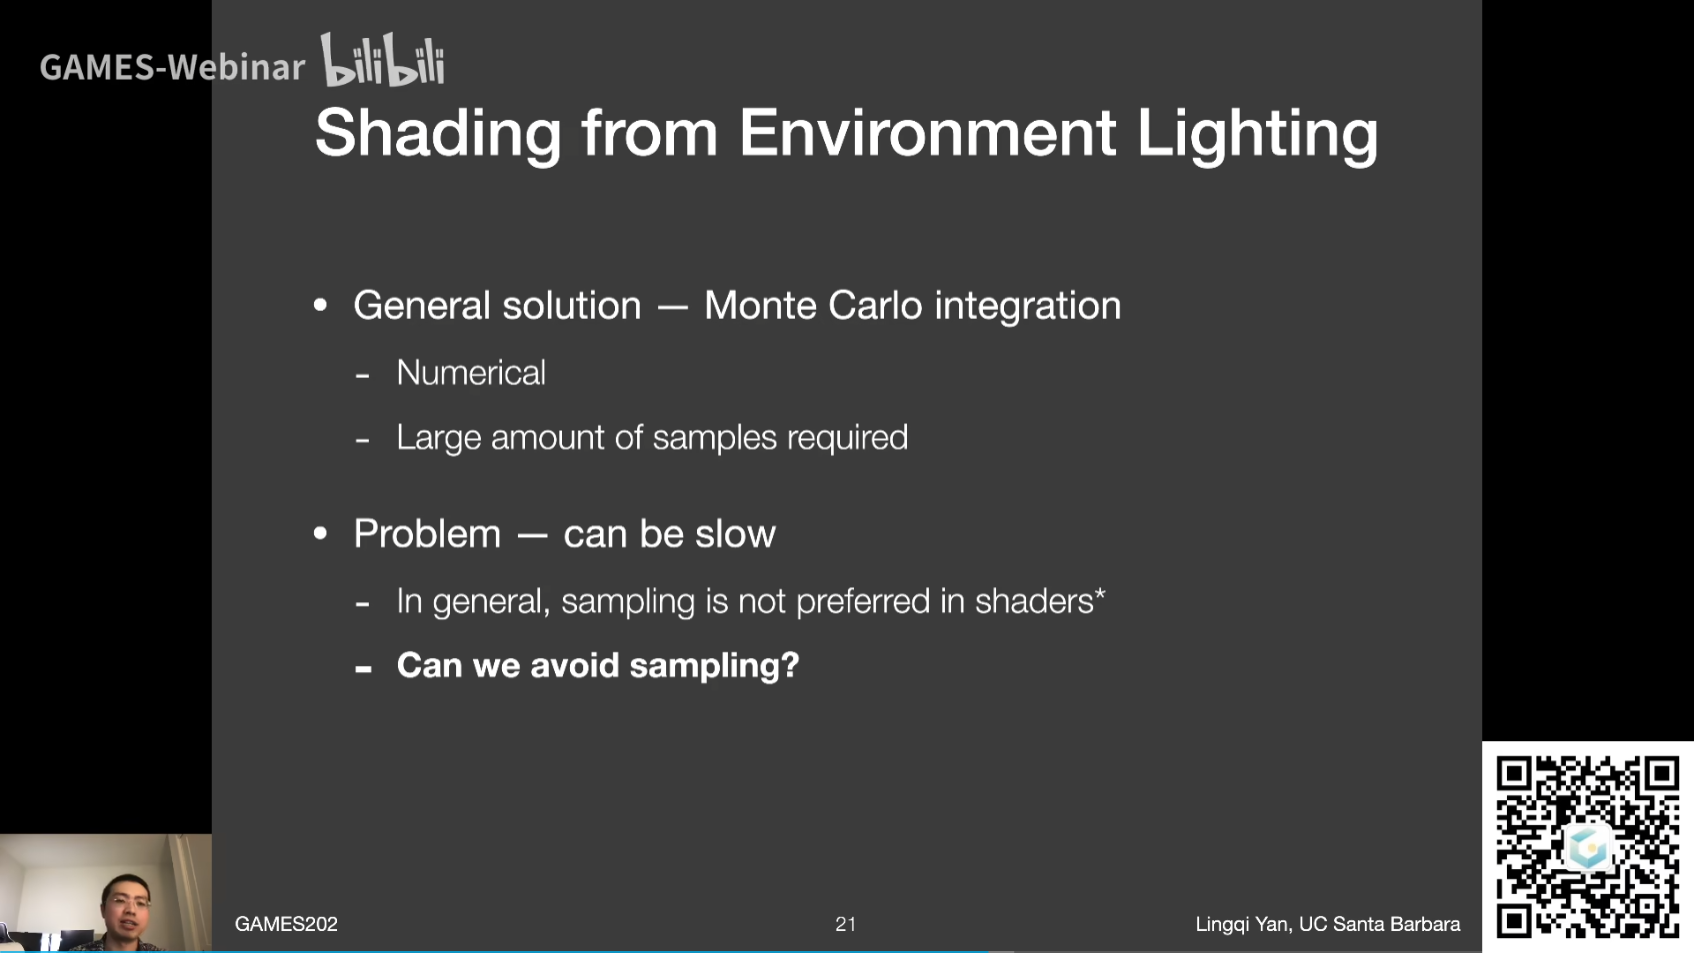 GAMES-Webinar bilibili
Shading from Environment Lighting
• General solution — Monte Carlo integration
- Numerical
- Large amount of samples required
• Problem — can be slow
- In general, sampling is not preferred in shaders*
- Can we avoid sampling?
GAMES202
21
Lingqi Yan, UC Santa Barbara